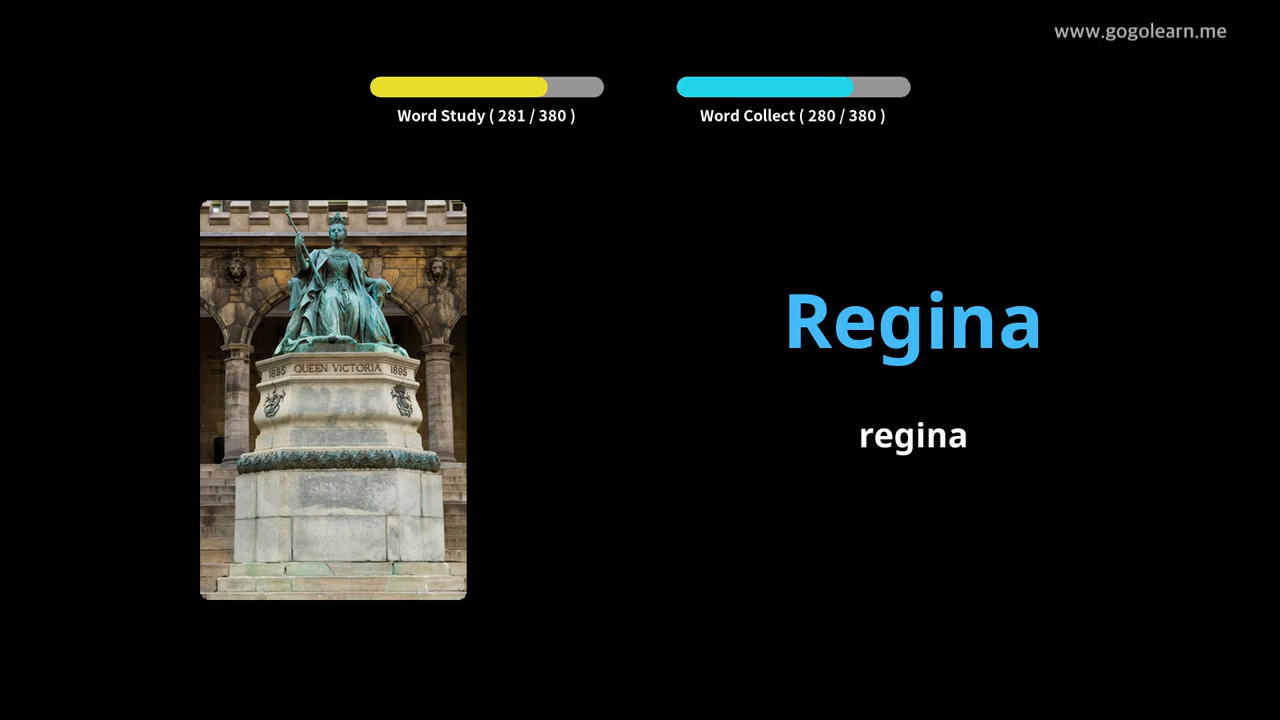 www.gogolearn.me
Word Study ( 281 / 380 )
Word Collect ( 280 / 380 )
1895 QUEEN VICTORIA 1895
Regina
regina